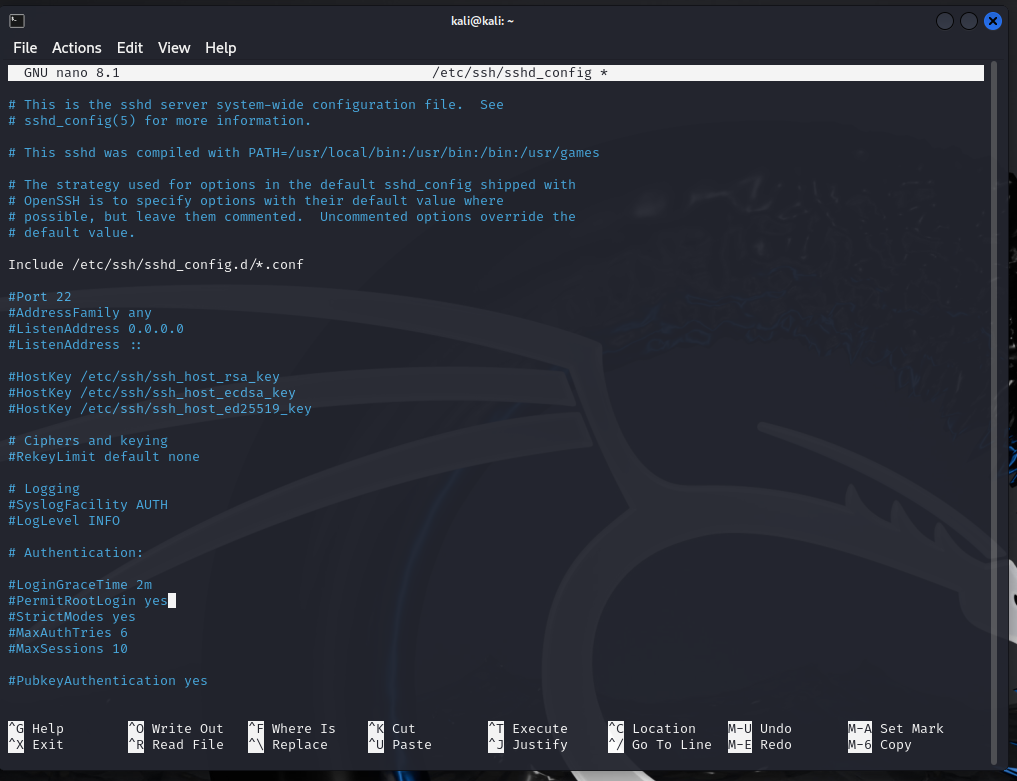 kali@kali: ~
File Actions Edit View Help
GNU nano 8.1 /etc/ssh/sshd_config *
# This is the sshd server system-wide configuration file.  See
# sshd_config(5) for more information.
# This sshd was compiled with PATH=/usr/local/bin:/usr/bin:/bin:/usr/games
# The strategy used for options in the default sshd_config shipped with
# OpenSSH is to specify options with their default value where
# possible, but leave them commented.  Uncommented options override the
# default value.
Include /etc/ssh/sshd_config.d/*.conf
#Port 22
#AddressFamily any
#ListenAddress 0.0.0.0
#ListenAddress ::
#HostKey /etc/ssh/ssh_host_rsa_key
#HostKey /etc/ssh/ssh_host_ecdsa_key
#HostKey /etc/ssh/ssh_host_ed25519_key
# Ciphers and keying
#RekeyLimit default none
# Logging
#SyslogFacility AUTH
#LogLevel INFO
# Authentication:
#LoginGraceTime 2m
#PermitRootLogin yes
#StrictModes yes
#MaxAuthTries 6
#MaxSessions 10
#PubkeyAuthentication yes
^G Help ^O Write Out ^F Where Is ^K Cut ^T Execute ^C Location M-U Undo M-A Set Mark
^X Exit ^R Read File ^\ Replace ^U Paste ^J Justify ^/ Go To Line M-E Redo M-6 Copy